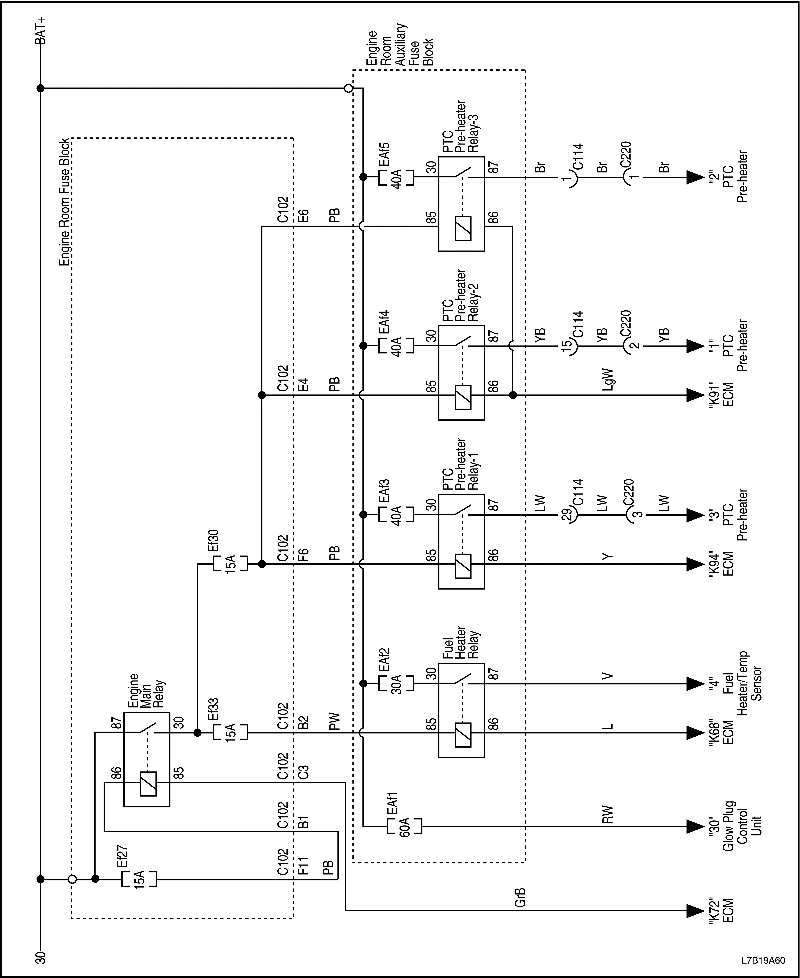 30
BAT+
Engine Room Fuse Block
Engine
Room
Auxiliary
Fuse
Block
Engine
Main
Relay
86
87
85
30
Ef27
15A
Ef33
15A
Ef30
15A
C102
F11
PB
C102
B1
C102
C3
C102
B2
PW
C102
F6
PB
C102
E4
PB
C102
E6
PB
EAf1
60A
EAf2
30A
EAf3
40A
EAf4
40A
EAf5
40A
Fuel
Heater
Relay
85
30
86
87
PTC
Pre-heater
Relay-1
85
30
86
87
PTC
Pre-heater
Relay-2
85
30
86
87
PTC
Pre-heater
Relay-3
85
30
86
87
GrB
RW
L
V
Y
LW
29
C114
LW
C220
3
LW
LgW
YB
15
C114
YB
C220
2
YB
Br
1
C114
Br
C220
1
Br
"K72"
ECM
"30"
Glow Plug
Control
Unit
"K68"
ECM
"4"
Fuel
Heater/Temp
Sensor
"K94"
ECM
"3"
PTC
Pre-heater
"K91"
ECM
"1"
PTC
Pre-heater
"2"
PTC
Pre-heater
L7B19A60